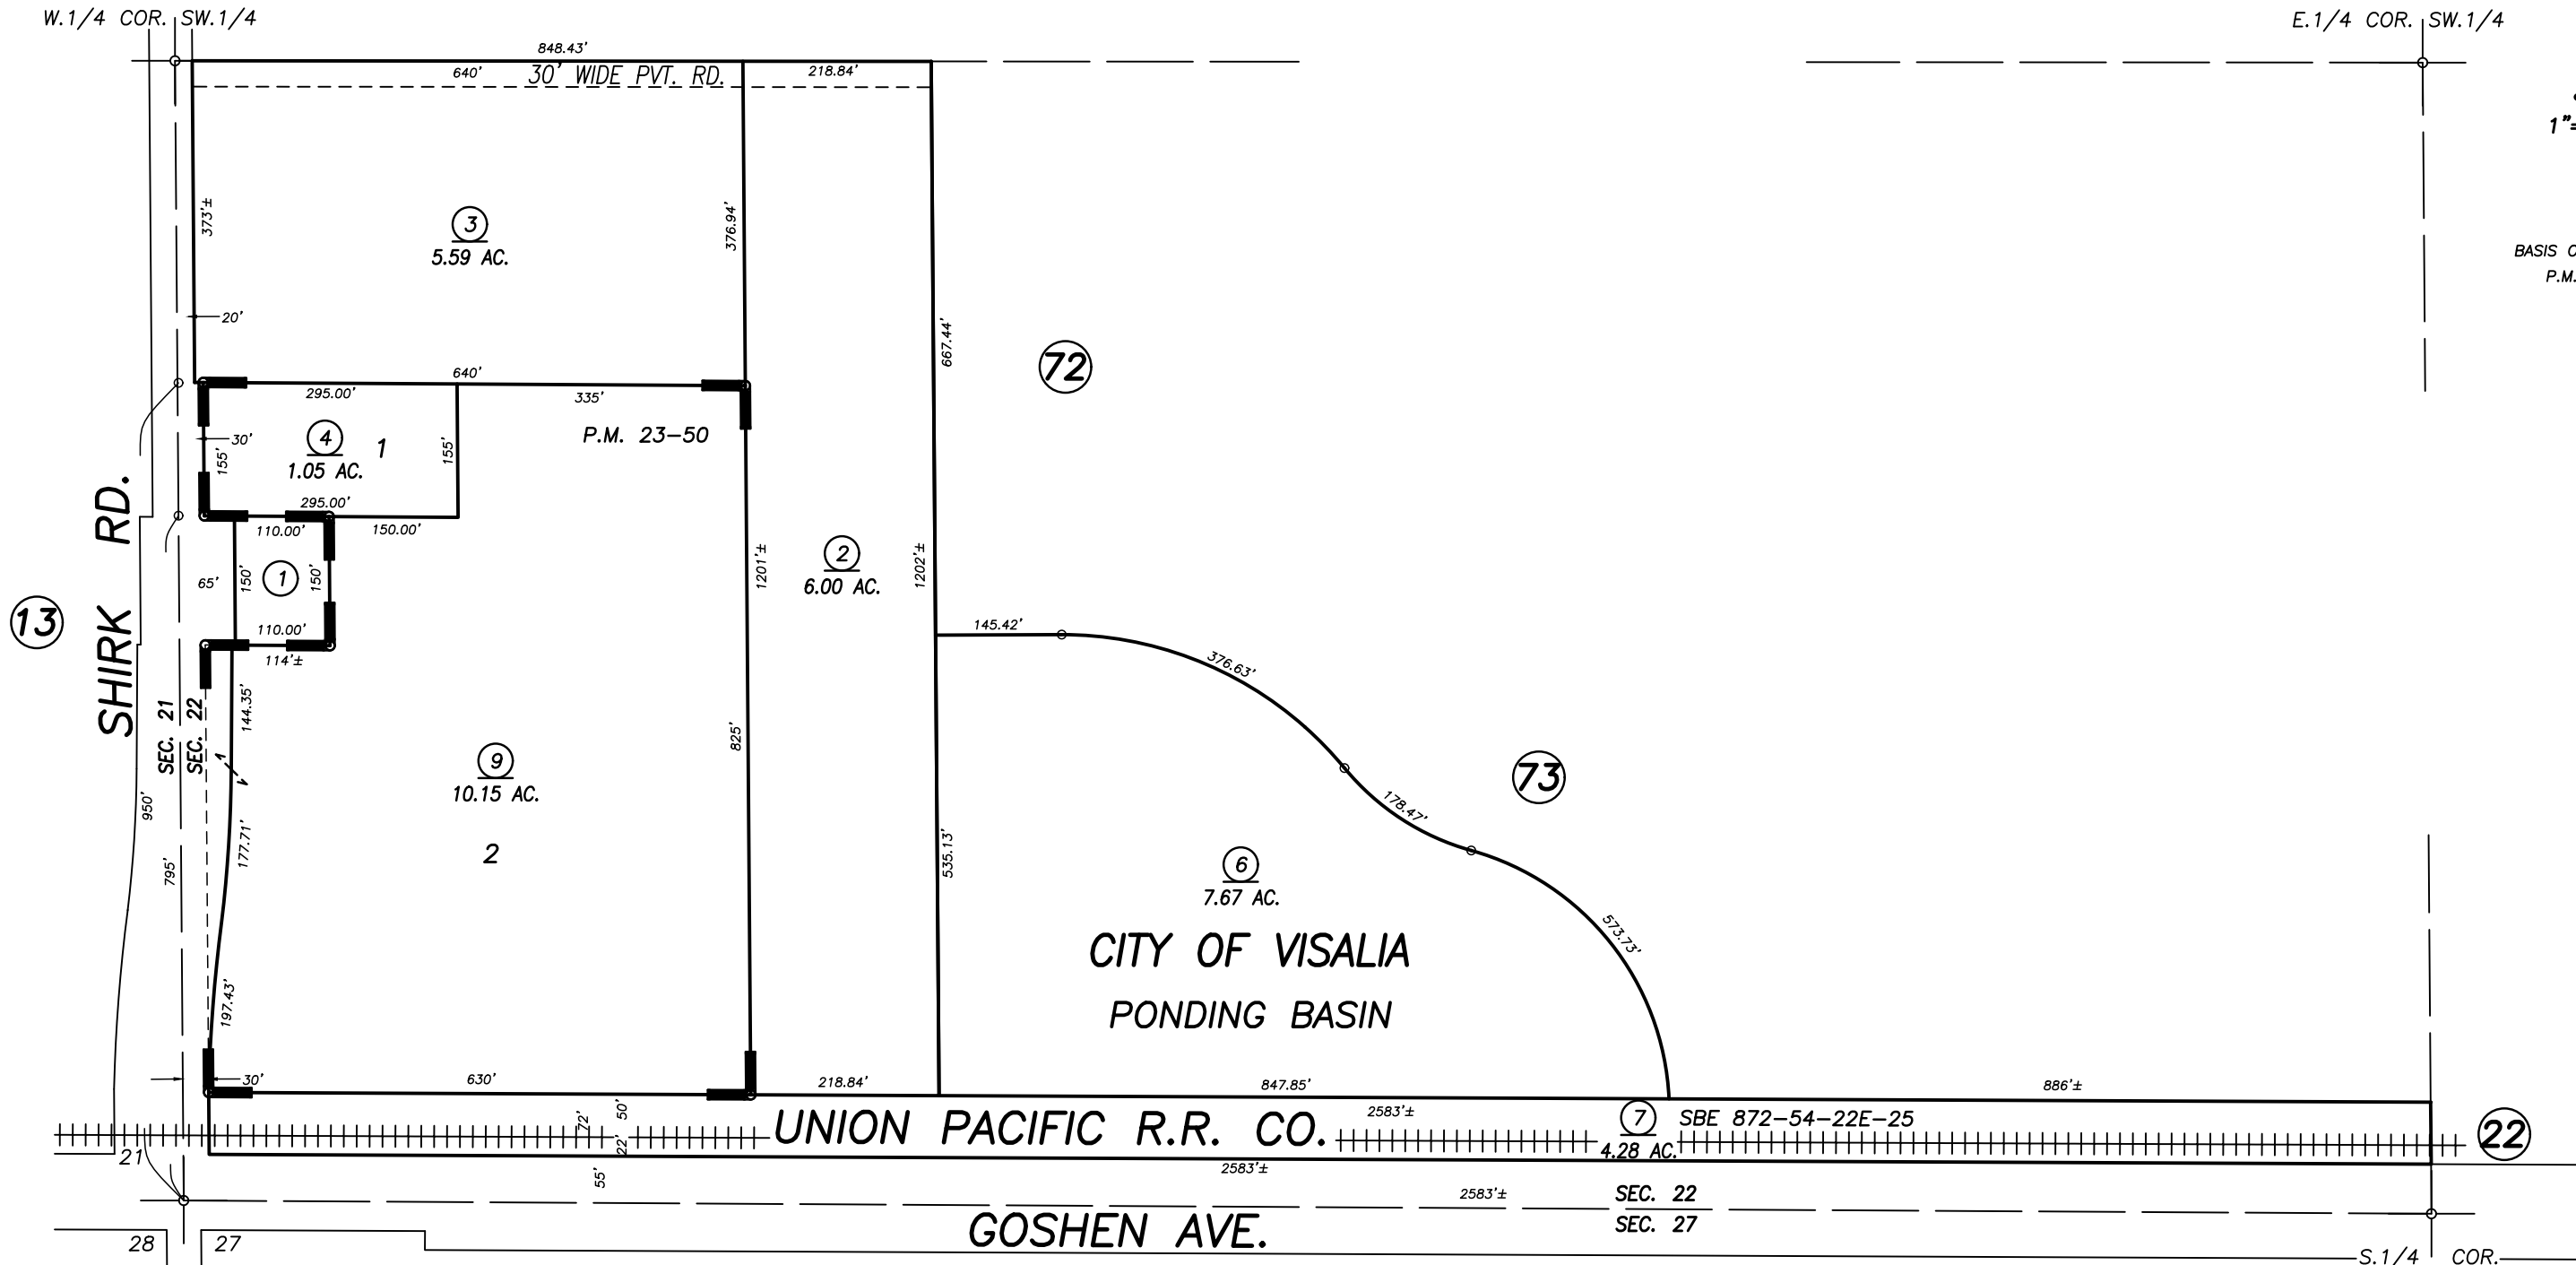 W.1/4 COR. SW.1/4
E.1/4 COR. SW.1/4
848.43'
640'
30' WIDE PVT. RD.
218.84'
1"=
373'±
3
5.59 AC.
376.94'
BASIS O
P.M.
20'
667.44'
72
640'
295.00'
335'
30'
4
1
1.05 AC.
155'
155'
P.M. 23-50
295.00'
110.00'
150.00'
SHIRK RD.
13
65'
150'
1
150'
110.00'
114'±
1201'±
2
6.00 AC.
1202'±
145.42'
376.63'
178.47'
573.73'
73
SEC. 21
SEC. 22
144.35'
825'
9
10.15 AC.
2
950'
795'
177.71'
197.43'
535.13'
6
7.67 AC.
CITY OF VISALIA
PONDING BASIN
30'
630'
218.84'
847.85'
886'±
72'
50'
22'
UNION PACIFIC R.R. CO.
2583'±
7
4.28 AC.
SBE 872-54-22E-25
22
21
55'
2583'±
2583'±
SEC. 22
SEC. 27
GOSHEN AVE.
28
27
S.1/4 COR.